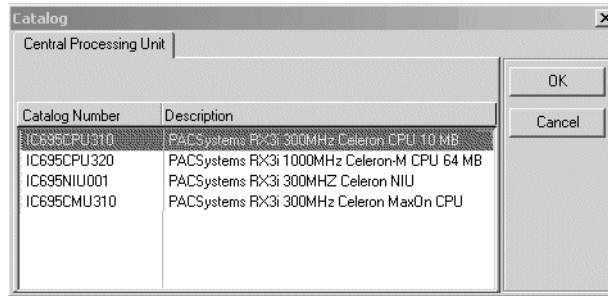 Catalog
Central Processing Unit
OK
Cancel
Catalog Number Description
IC695CPU310 PACSystems RX3i 300MHz Celeron CPU 10 MB
IC695CPU320 PACSystems RX3i 1000MHz Celeron-M CPU 64 MB
IC695NIU001 PACSystems RX3i 300MHZ Celeron NIU
IC695CMU310 PACSystems RX3i 300MHz Celeron MaxOn CPU